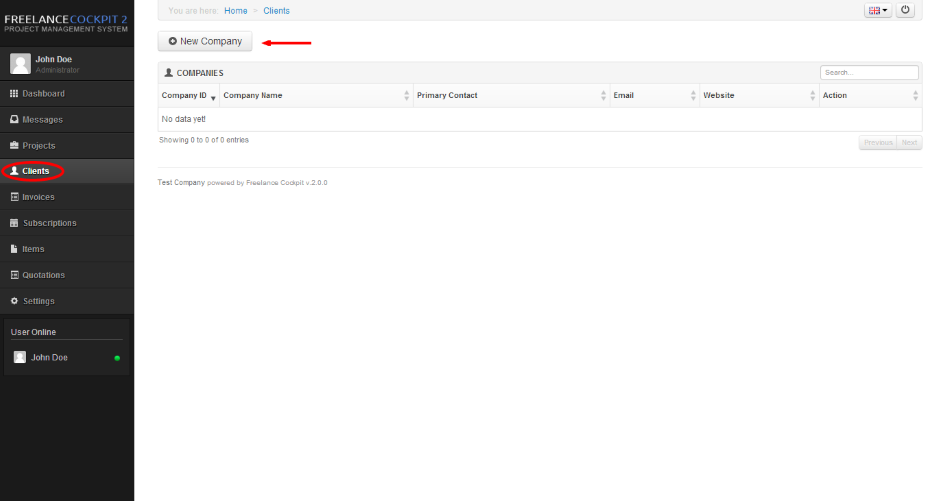 FREELANCECOCKPIT 2
PROJECT MANAGEMENT SYSTEM
John Doe
Administrator
Dashboard
Messages
Projects
Clients
Invoices
Subscriptions
Items
Quotations
Settings
User Online
John Doe
You are here: Home » Clients
New Company
COMPANIES
Search...
Company ID Company Name Primary Contact Email Website Action
No data yet!
Showing 0 to 0 of 0 entries
Previous Next
Test Company powered by Freelance Cockpit v.2.0.0